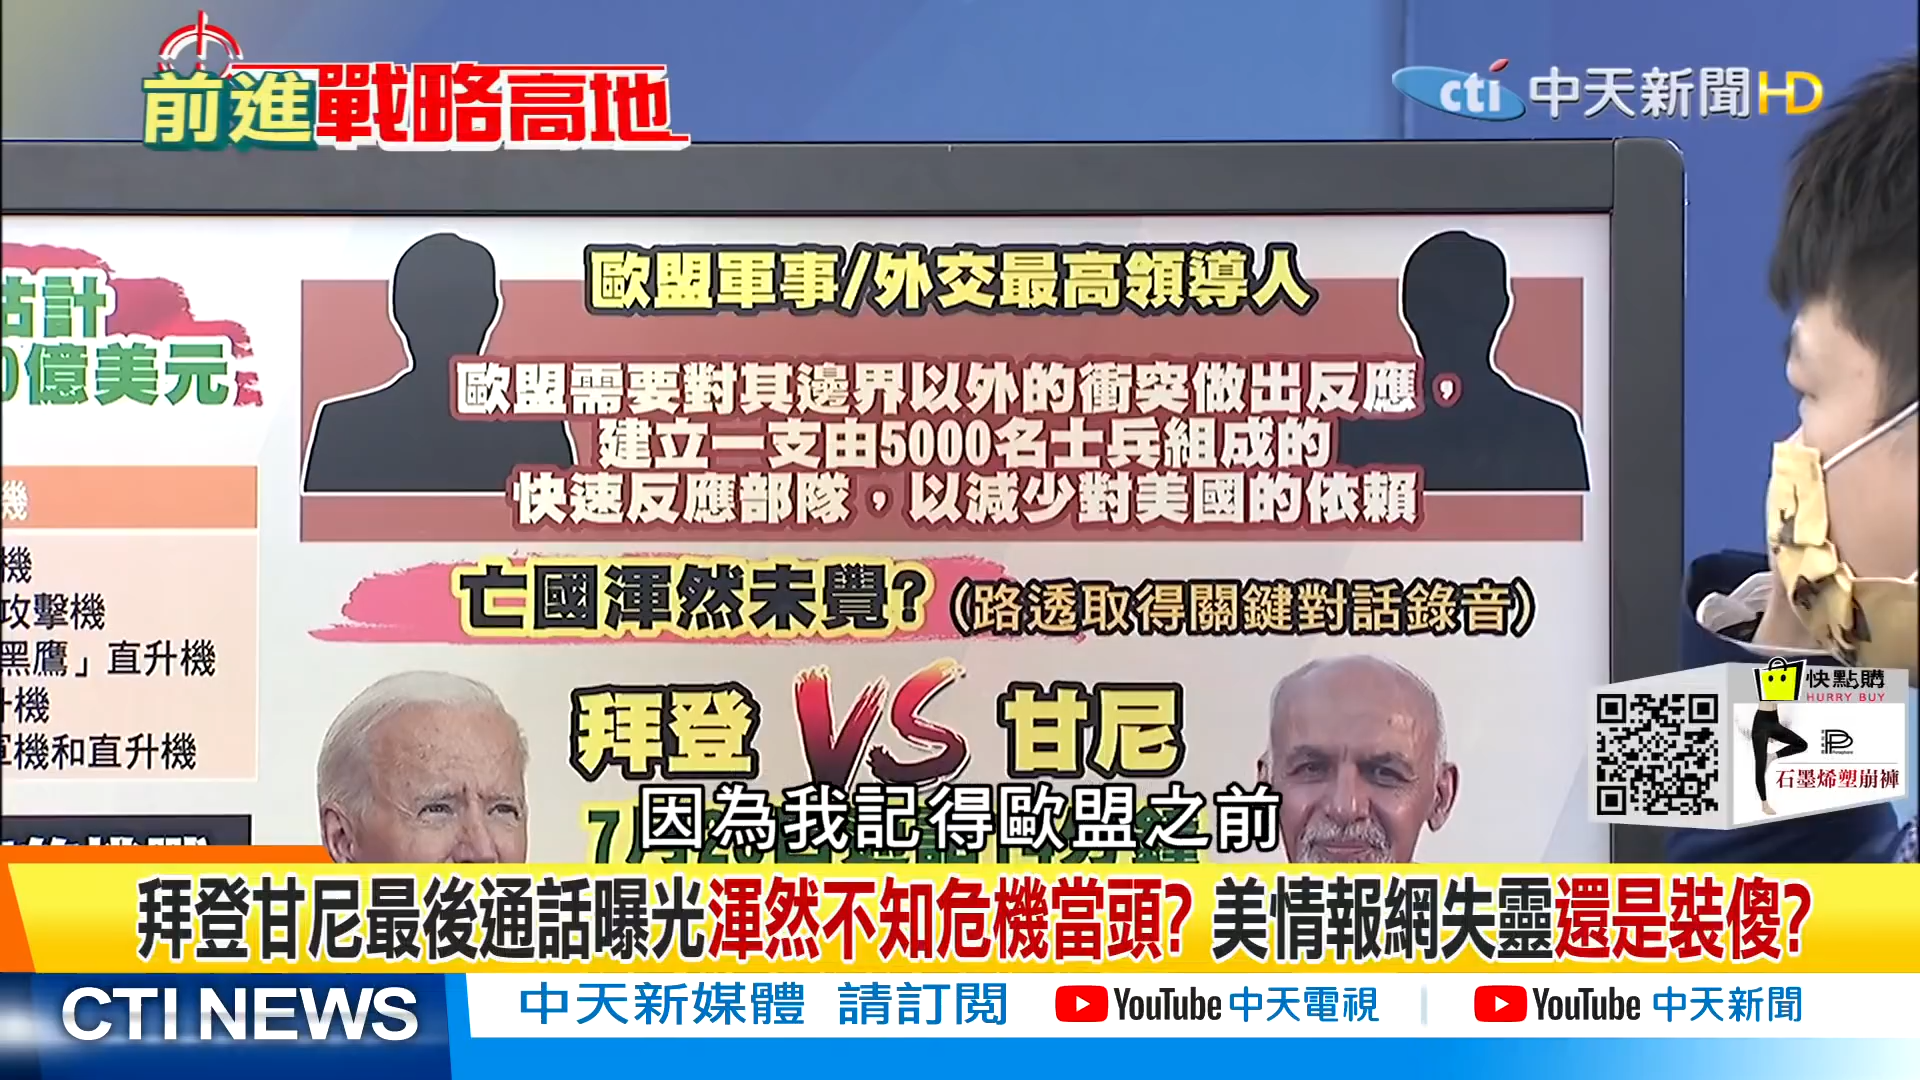 前進戰略高地
cti 中天新聞HD
估計
0億美元
機
機
攻擊機
黑鷹」直升機
升機
軍機和直升機
歐盟軍事/外交最高領導人
歐盟需要對其邊界以外的衝突做出反應，
建立一支由5000名士兵組成的
快速反應部隊，以減少對美國的依賴
亡國渾然未覺?(路透取得關鍵對話錄音)
拜登 VS 甘尼
因為我記得歐盟之前
快點購
HURRY BUY
石墨烯塑崩褲
拜登甘尼最後通話曝光渾然不知危機當頭? 美情報網失靈還是裝傻?
CTI NEWS
中天新媒體 請訂閱 YouTube 中天電視 | YouTube 中天新聞